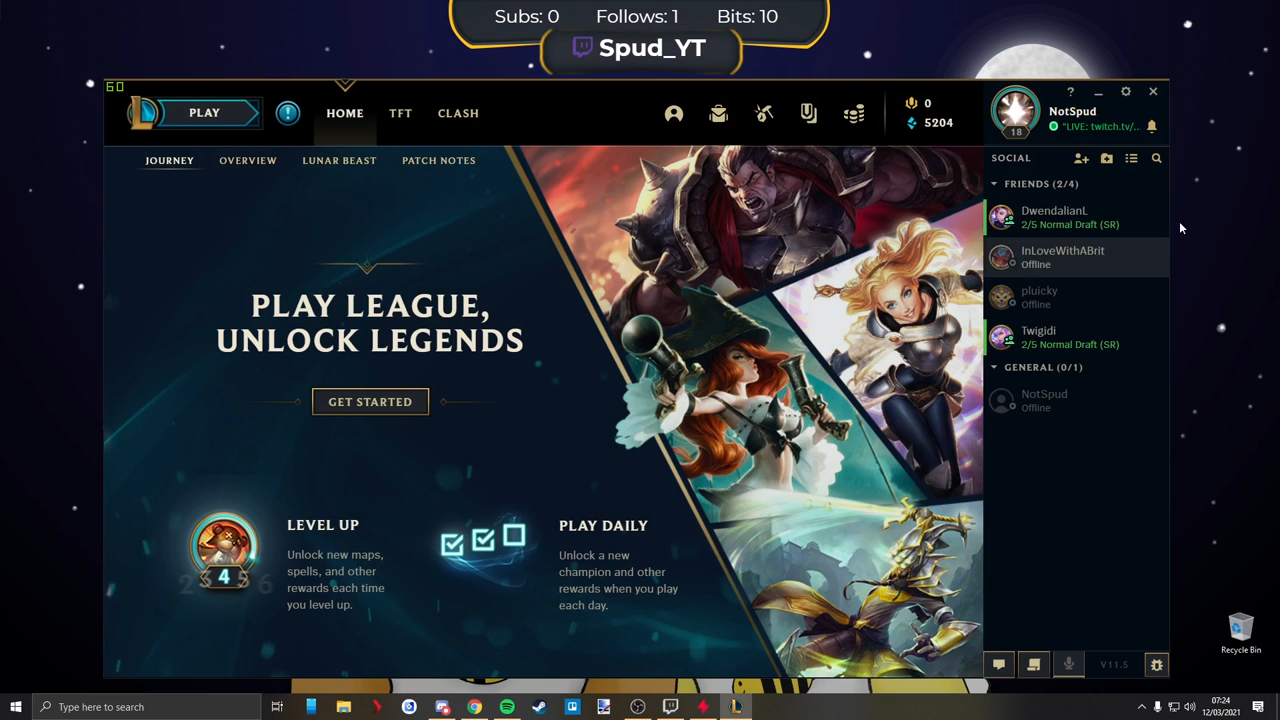 Subs: 0 Follows: 1 Bits: 10
Spud_YT
60
PLAY
HOME
TFT
CLASH
0
5204
?
NotSpud
"LIVE: twitch.tv/..
18
JOURNEY
OVERVIEW
LUNAR BEAST
PATCH NOTES
SOCIAL
FRIENDS (2/4)
DwendalianL
2/5 Normal Draft (SR)
InLoveWithABrit
Offline
pluicky
Offline
Twigidi
2/5 Normal Draft (SR)
GENERAL (0/1)
NotSpud
Offline
PLAY LEAGUE,
UNLOCK LEGENDS
GET STARTED
LEVEL UP
Unlock new maps,
spells, and other
rewards each time
you level up.
2 3 4 5 6
PLAY DAILY
Unlock a new
champion and other
rewards when you play
each day.
V11.5
Recycle Bin
Type here to search
07:24
12/03/2021